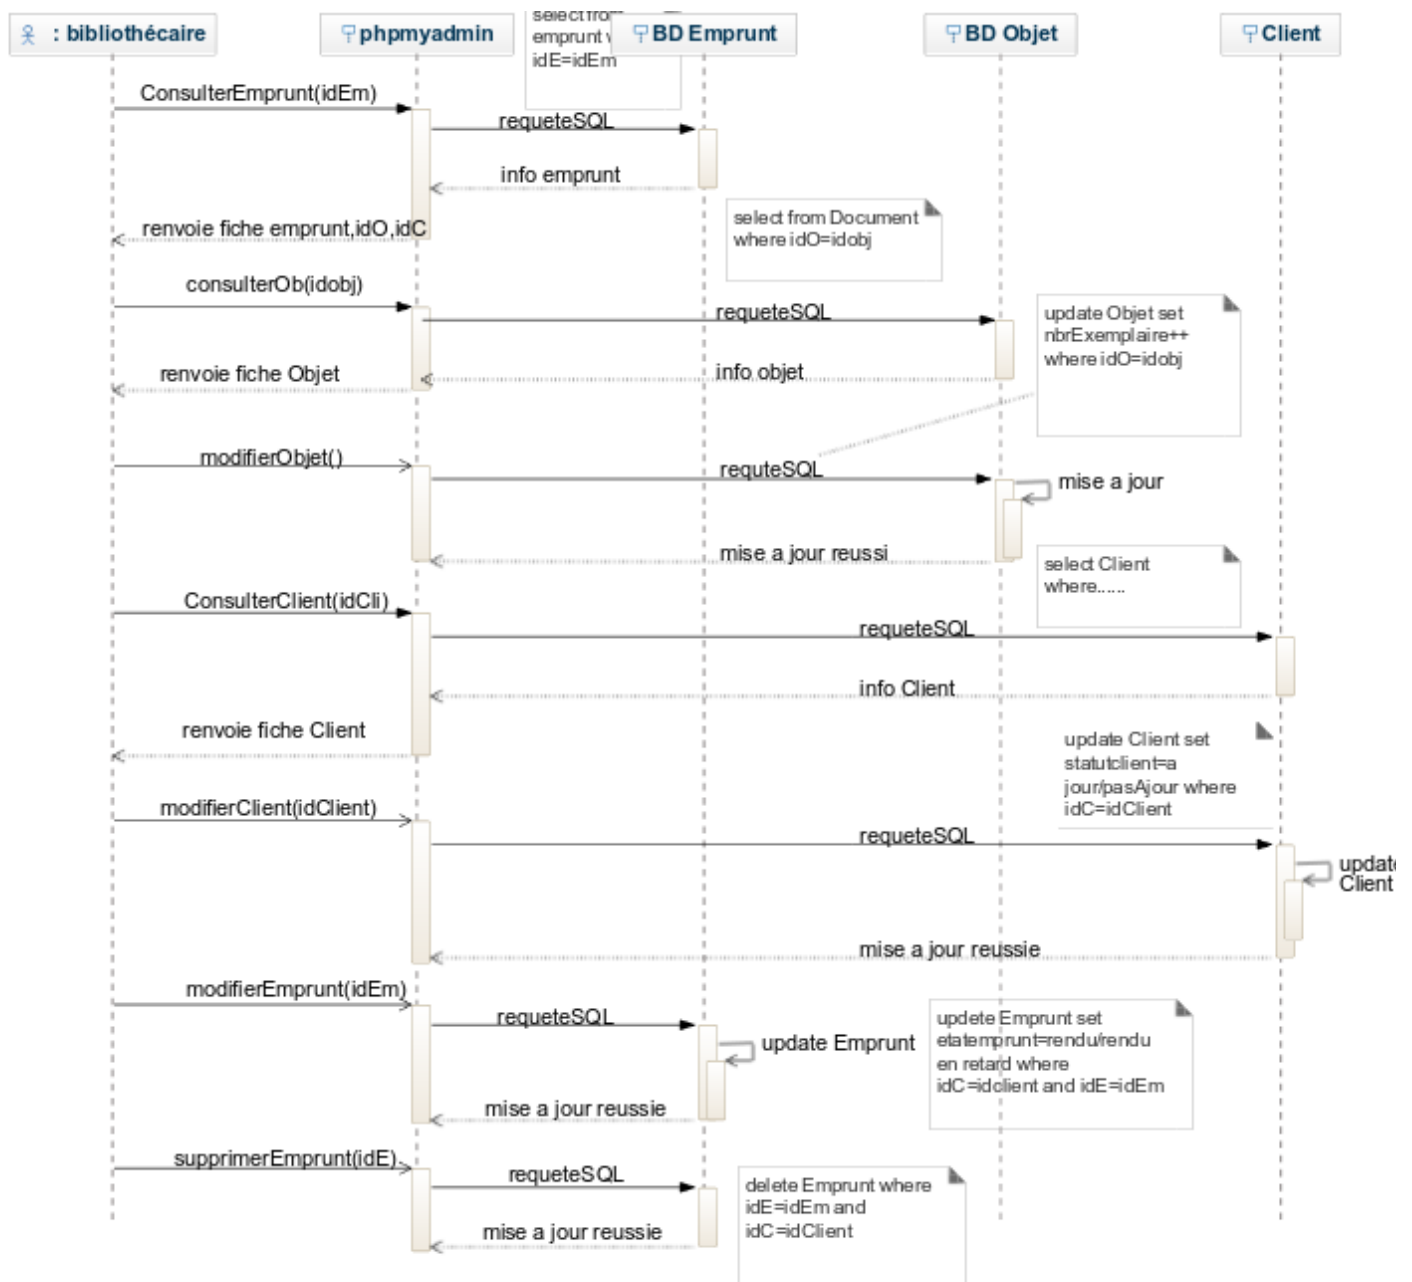 : bibliothécaire
phpmyadmin
select from
emprunt w
idE=idEm
BD Emprunt
BD Objet
Client
ConsulterEmprunt(idEm)
requeteSQL
info emprunt
renvoie fiche emprunt,idO,idC
select from Document
where idO=idobj
consulterOb(idobj)
requeteSQL
update Objet set
nbrExemplaire++
where idO=idobj
info objet
renvoie fiche Objet
modifierObjet()
requteSQL
mise a jour
mise a jour reussi
select Client
where.....
ConsulterClient(idCli)
requeteSQL
info Client
renvoie fiche Client
update Client set
statutclient=a
jour/pasAjour where
idC=idClient
modifierClient(idClient)
requeteSQL
update
Client
mise a jour reussie
modifierEmprunt(idEm)
requeteSQL
update Emprunt
updete Emprunt set
etatemprunt=rendu/rendu
en retard where
idC=idclient and idE=idEm
mise a jour reussie
supprimerEmprunt(idE)
requeteSQL
delete Emprunt where
idE=idEm and
idC=idClient
mise a jour reussie